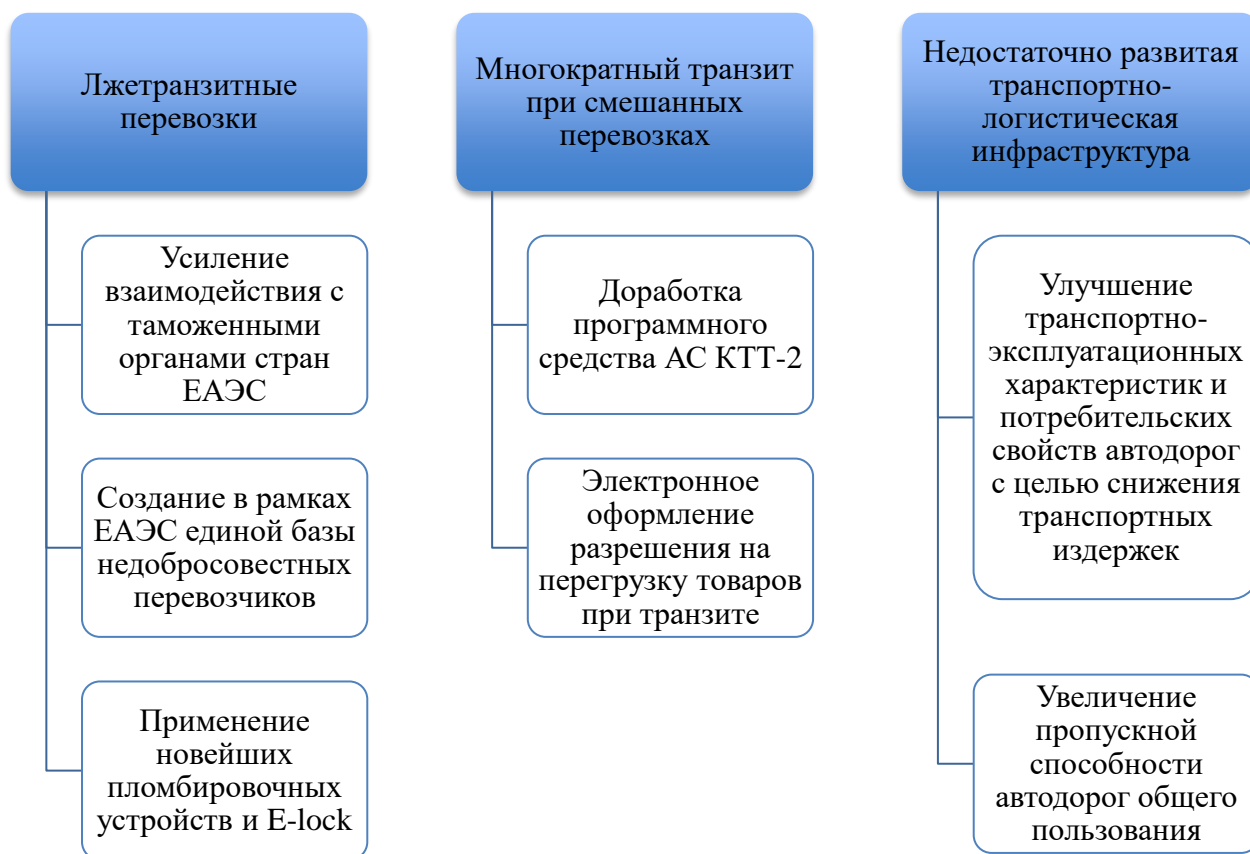 Лжетранзитные
перевозки
Усиление
взаимодействия с
таможенными
органами стран
ЕАЭС
Создание в рамках
ЕАЭС единой базы
недобросовестных
перевозчиков
Применение
новейших
пломбировочных
устройств и E-lock
Многократный транзит
при смешанных
перевозках
Доработка
программного
средства АС КТТ-2
Электронное
оформление
разрешения на
перегрузку товаров
при транзите
Недостаточно развитая
транспортно-
логистическая
инфраструктура
Улучшение
транспортно-
эксплуатационных
характеристик и
потребительских
свойств автодорог
с целью снижения
транспортных
издержек
Увеличение
пропускной
способности
автодорог общего
пользования